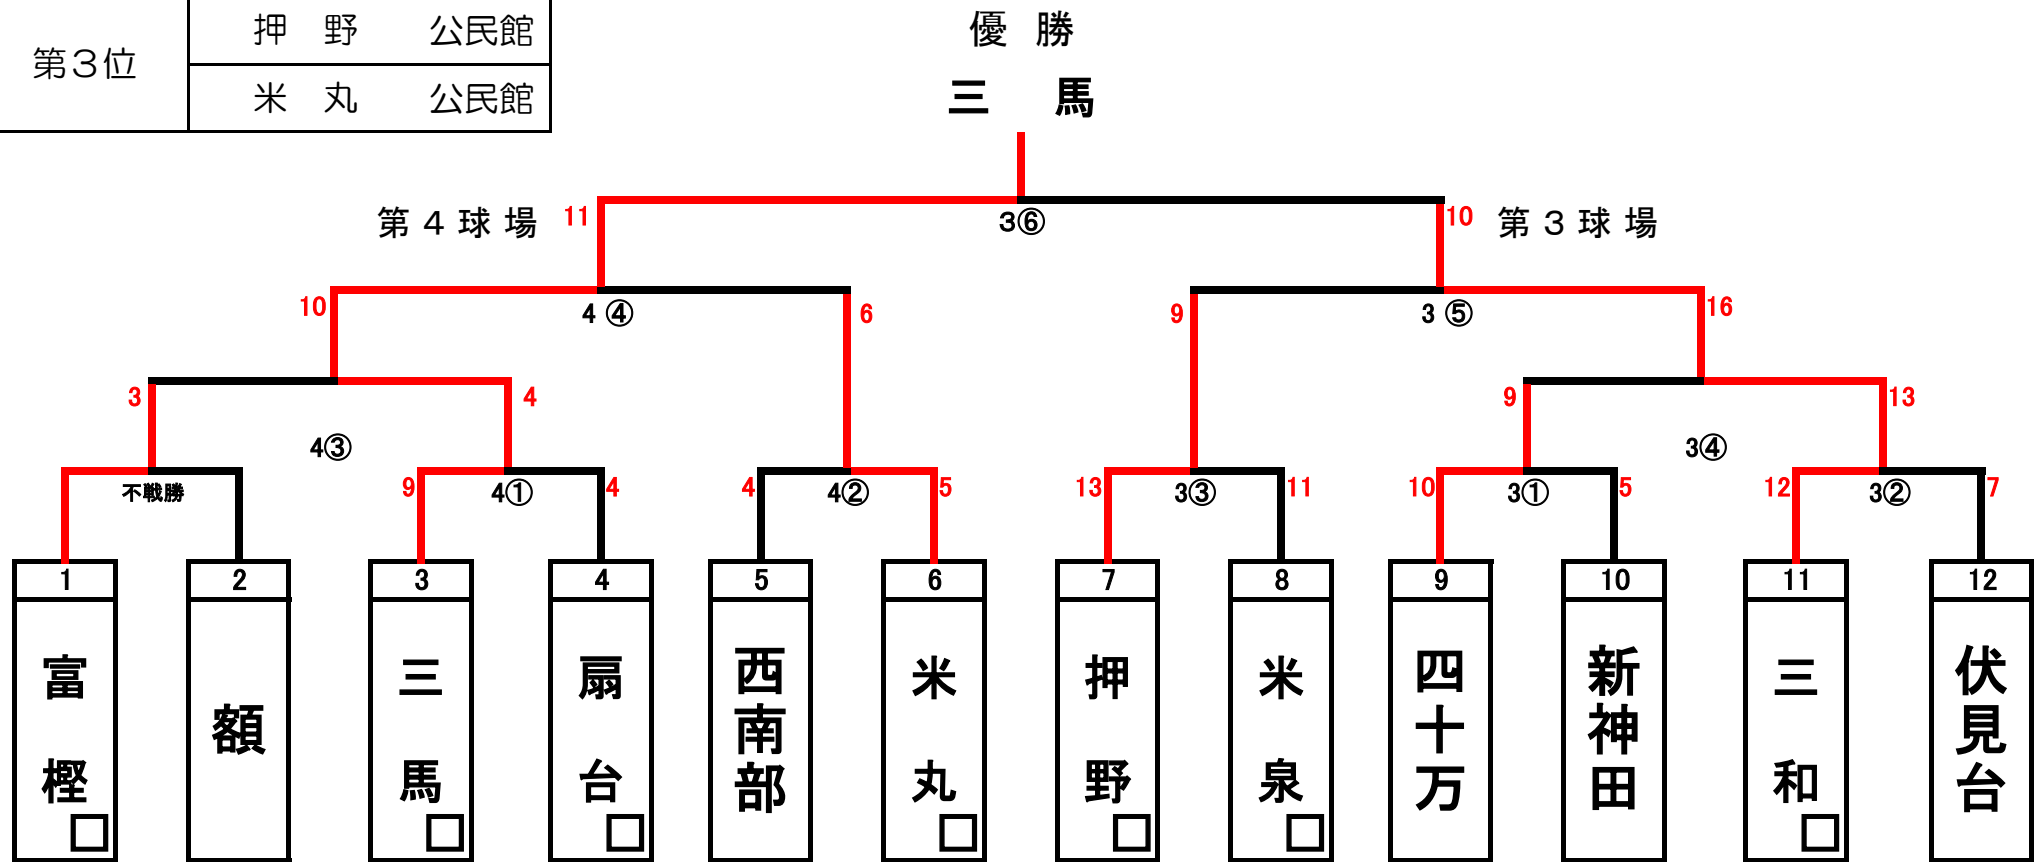 第３位
押　野　　公民館
米　丸　　公民館
優　勝
三　馬
第４球場
11
3⑥
10
第３球場
10
4 ④
6
9
3 ⑤
16
3
4
9
13
4③
3④
不戦勝
9
4①
4
4
4②
5
13
3③
11
10
3①
5
12
3②
7
1
2
3
4
5
6
7
8
9
10
11
12
富樫
額
三馬
扇台
西南部
米丸
押野
米泉
四十万
新神田
三和
伏見台